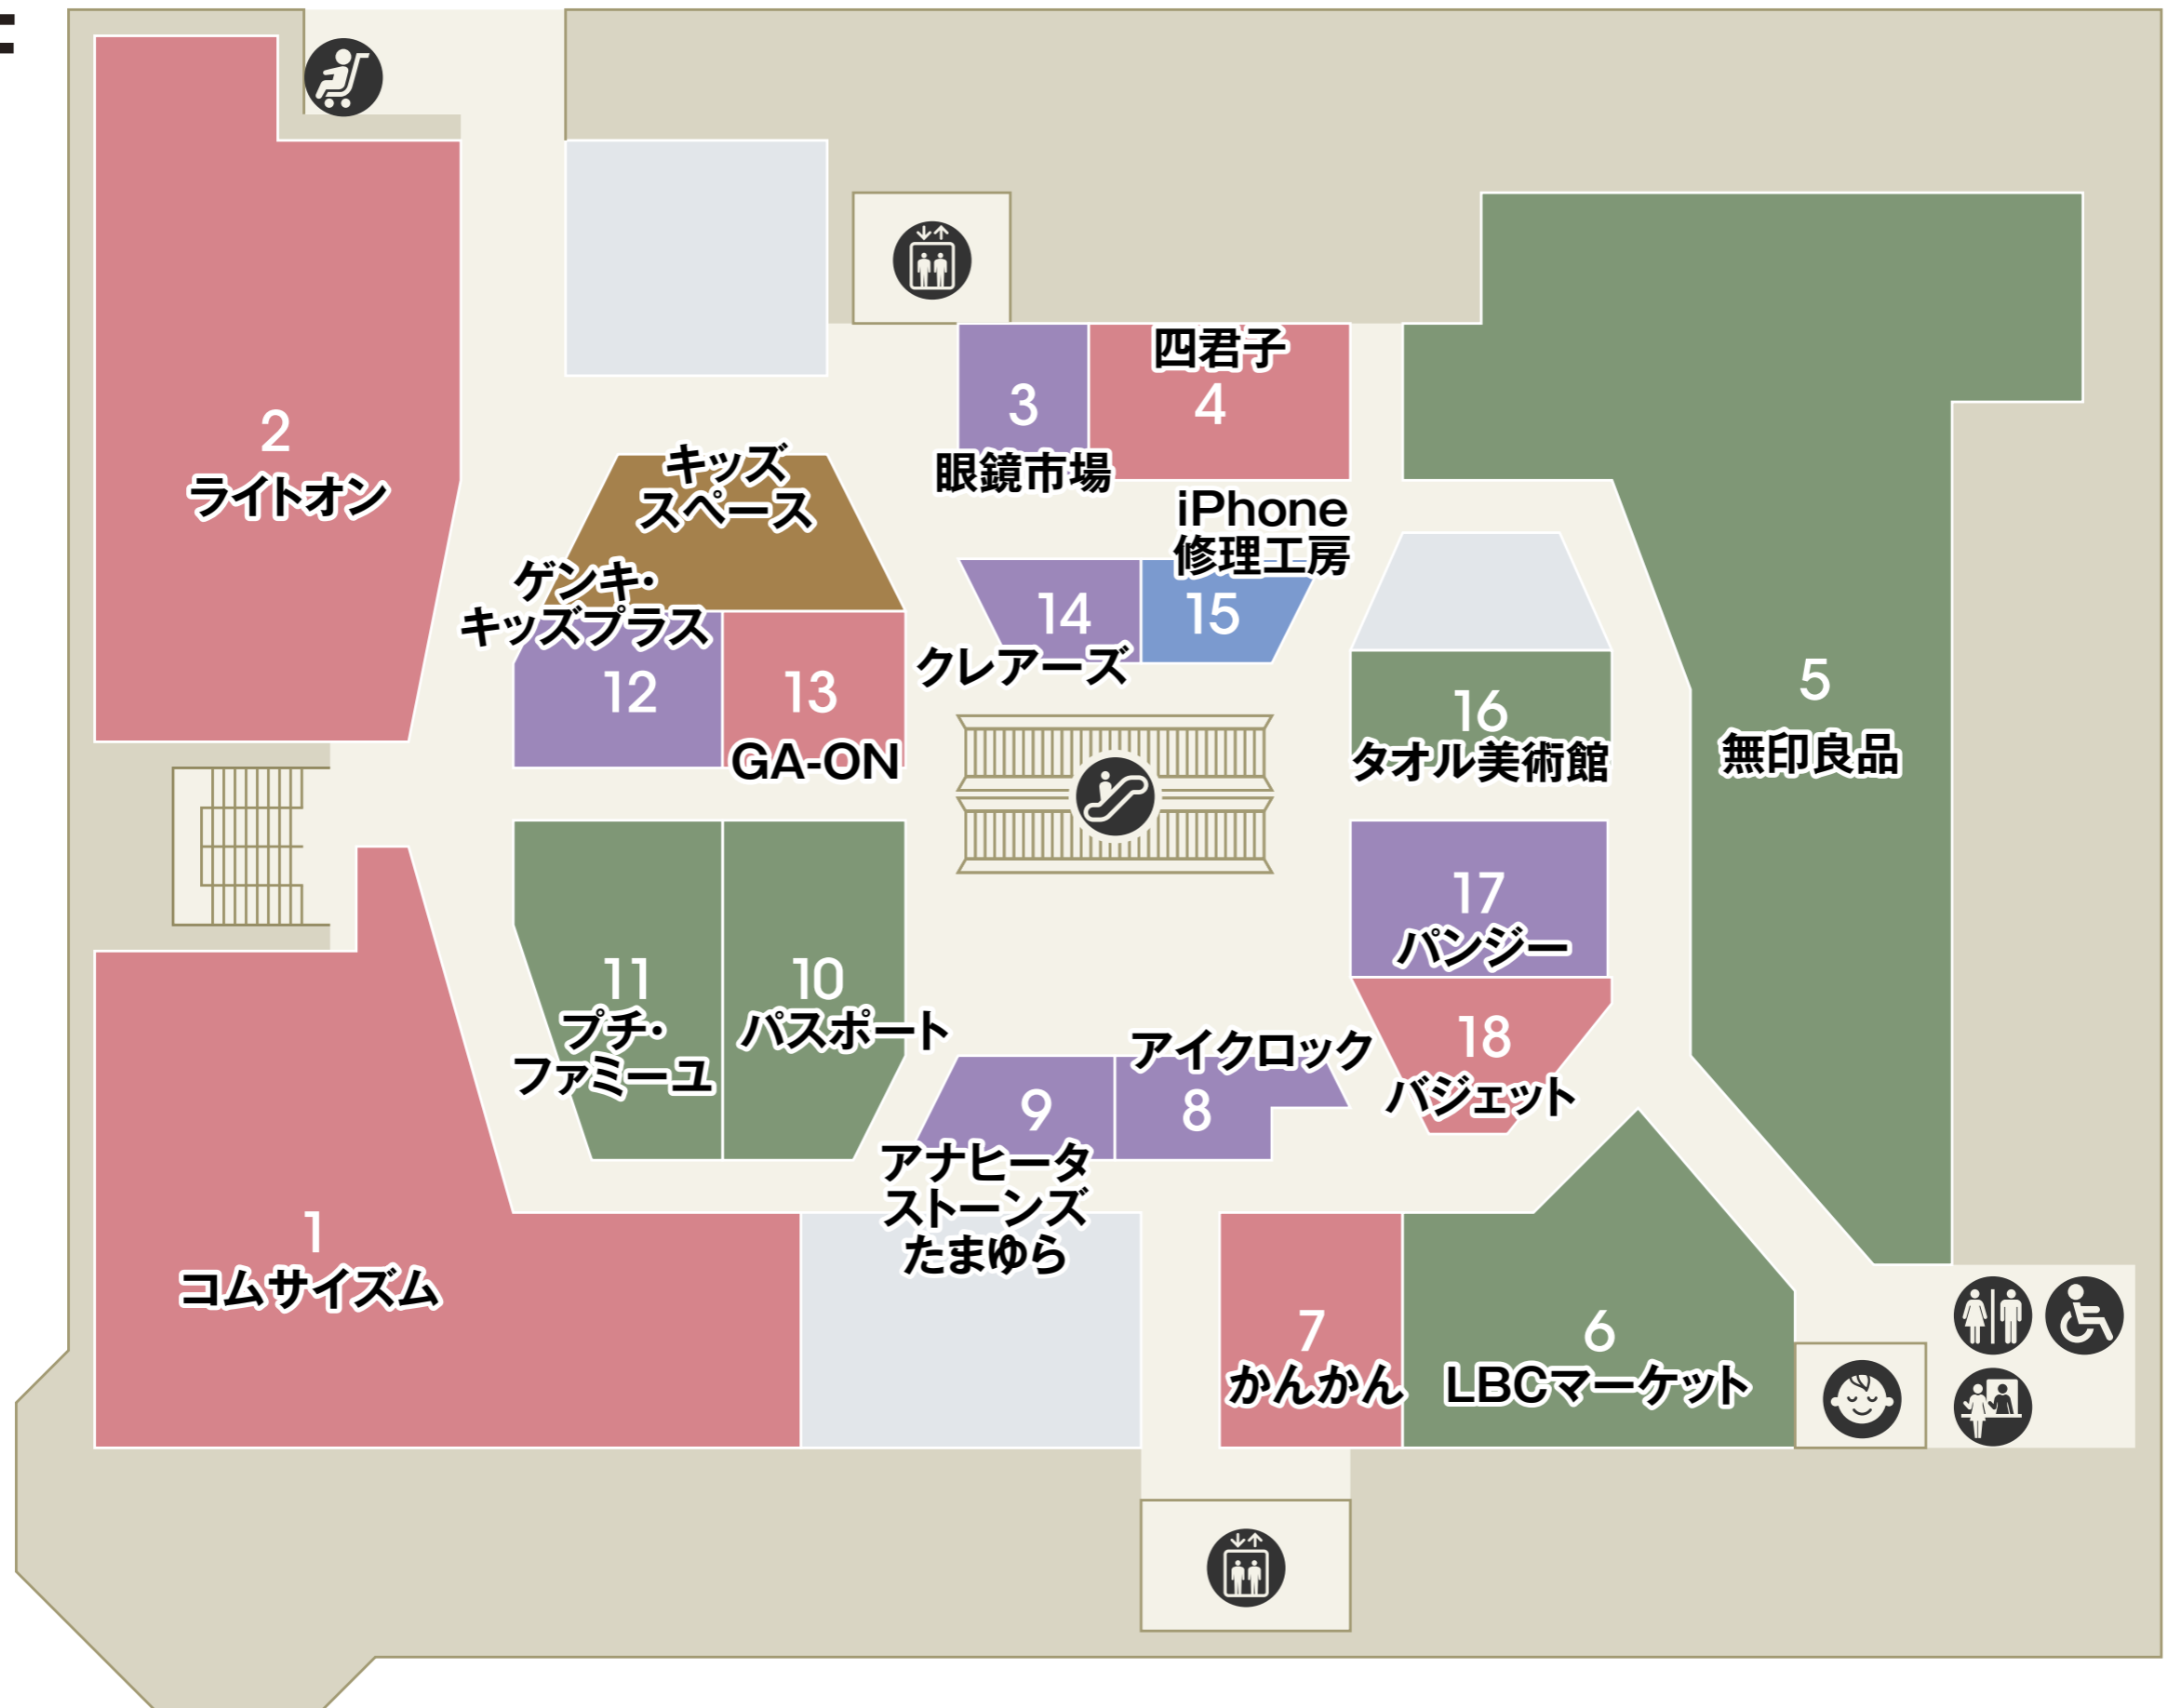 2
ライトオン
3
眼鏡市場
四君子
4
キッズ
スペース
ゲンキ・
キッズプラス
12
13
GA-ON
iPhone
修理工房
14
15
クレアーズ
16
タオル美術館
5
無印良品
17
パンジー
18
バジェット
11
プチ・
ファミーユ
10
パスポート
アイクロック
8
9
アナヒータ
ストーンズ
たまゆら
1
コムサイズム
7
かんかん
6
LBCマーケット